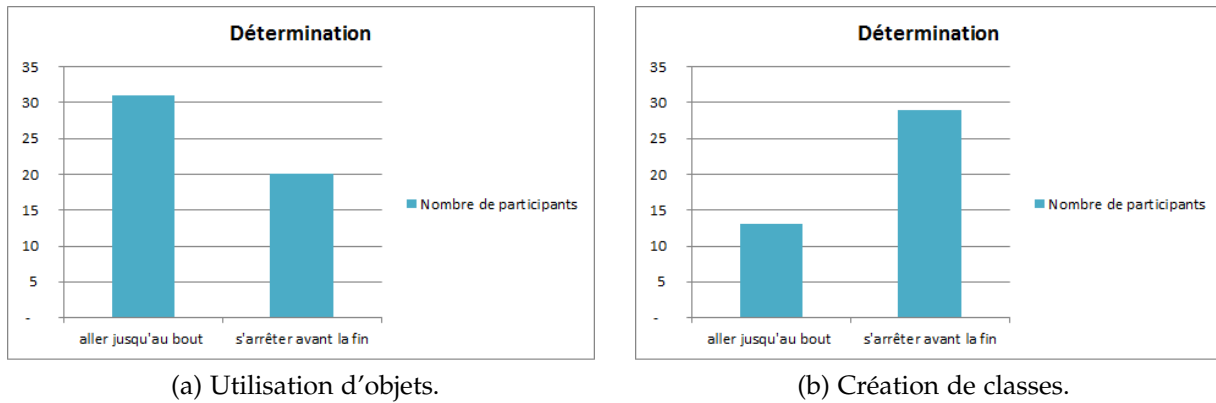 Détermination
35
30
25
20
15
10
5
-
aller jusqu'au bout
s'arrêter avant la fin
Nombre de participants
(a) Utilisation d'objets.
Détermination
35
30
25
20
15
10
5
-
aller jusqu'au bout
s'arrêter avant la fin
Nombre de participants
(b) Création de classes.